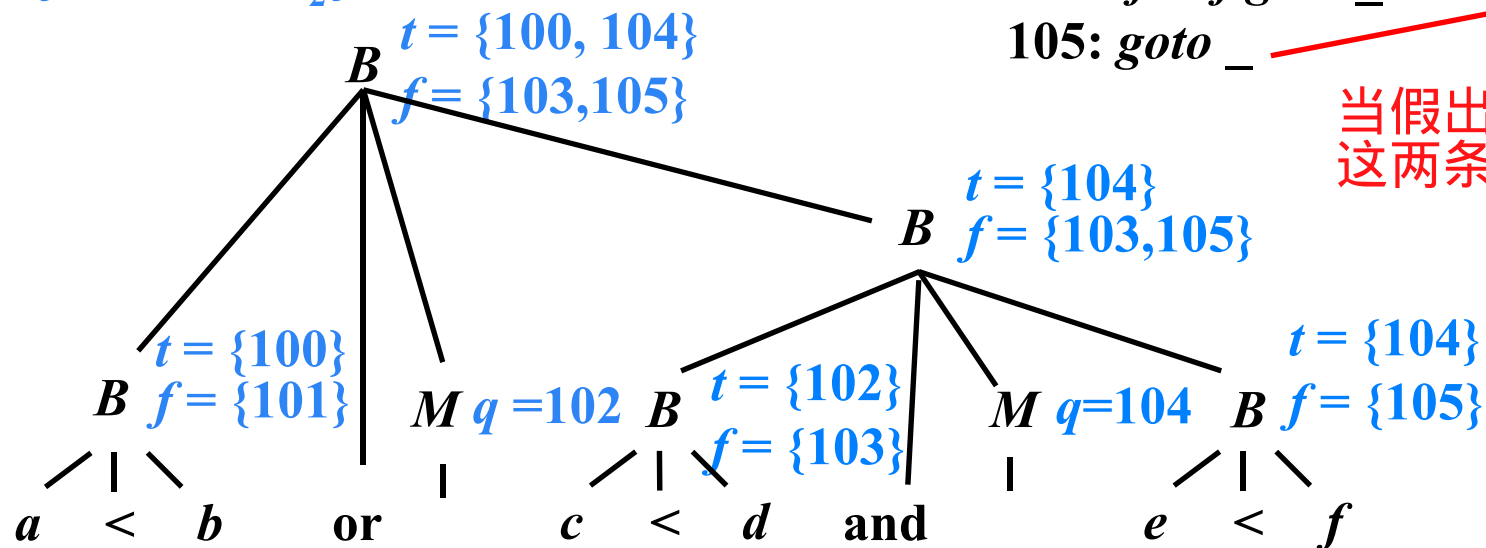 t = {100, 104}
105: goto _
B
f = {103,105}
当假出
这两条
t = {104}
B
f = {103,105}
t = {100}
B
f = {101}
M q =102
B
t = {102}
f = {103}
M q=104
B
t = {104}
f = {105}
a < b or c < d and e < f